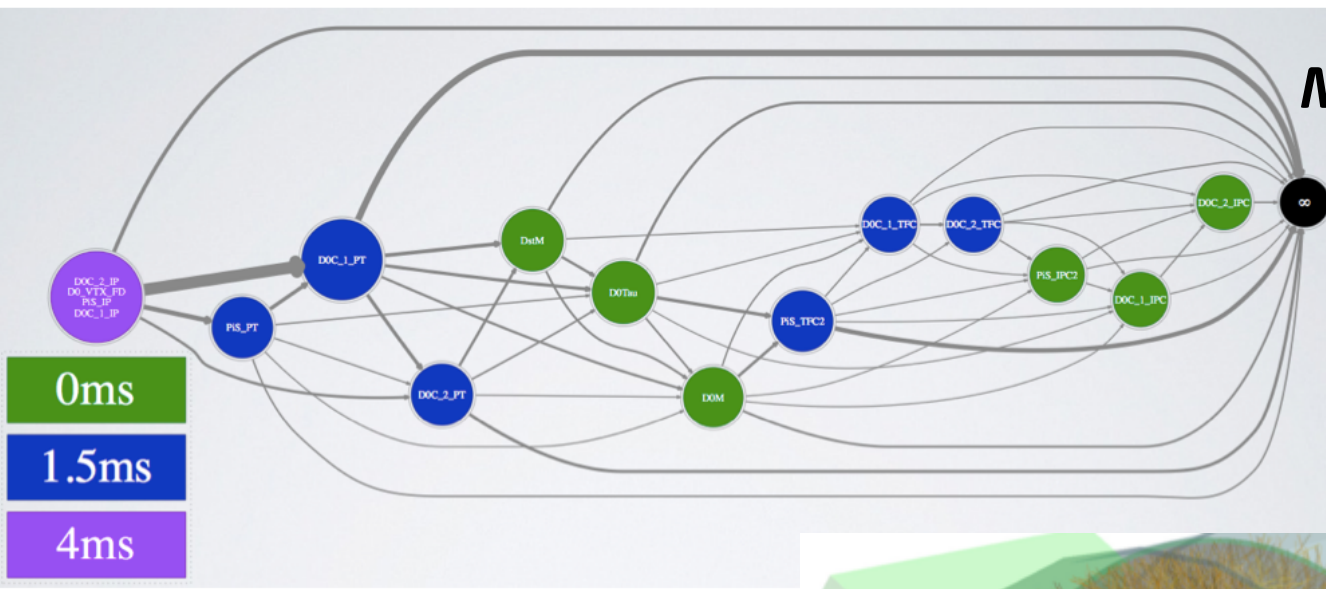 D0C_2_IP
D0_VTX_FD
PiS_IP
D0C_1_IP
PiS_PT
D0C_1_PT
D0C_2_PT
DstM
D0Tau
D0M
PiS_TFC2
D0C_1_TFC
D0C_2_TFC
PiS_IPC2
D0C_1_IPC
D0C_2_IPC
∞
0ms
1.5ms
4ms